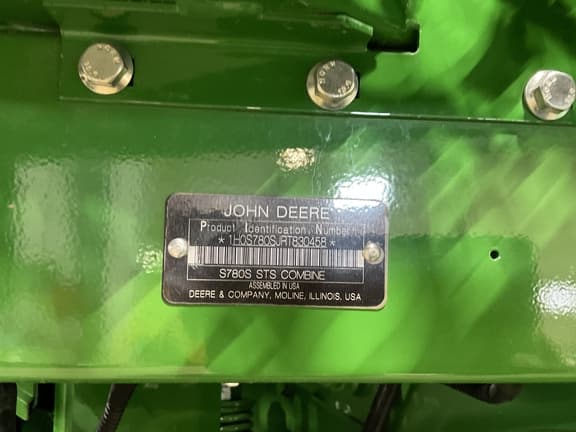 JOHN DEERE
Product Identification Number
*1H0S780SJRT830458*
S780S STS COMBINE
ASSEMBLED IN USA
DEERE & COMPANY, MOLINE, ILLINOIS, USA